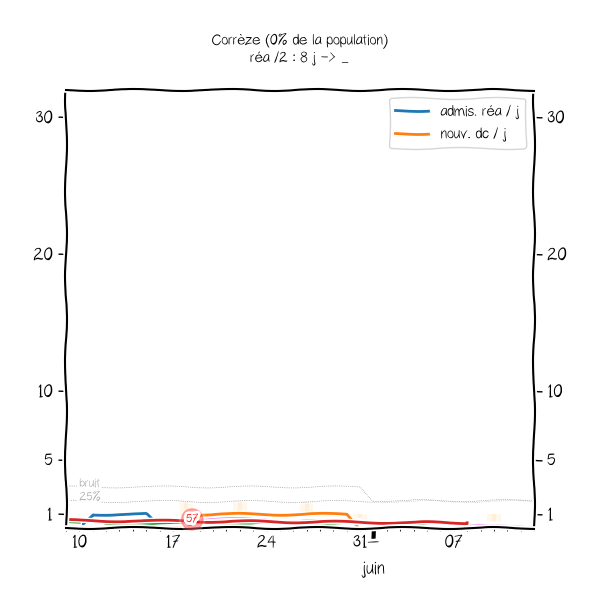 Corrèze (0% de la population)
réa /2 : 8 j -> _
admis. réa / j
nouv. dc / j
30
30
20
20
10
10
5
5
bruit
25%
1
57
1
10
17
24
31
07
juin